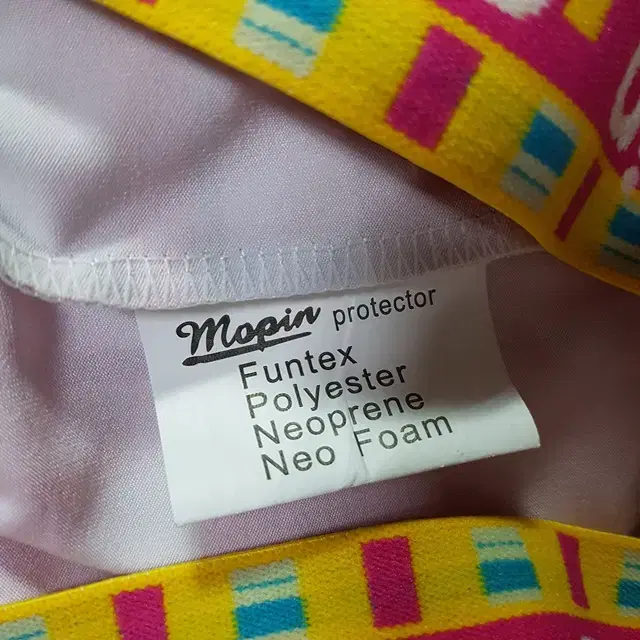 Mopin protector
Funtex
Polyester
Neoprene
Neo Foam